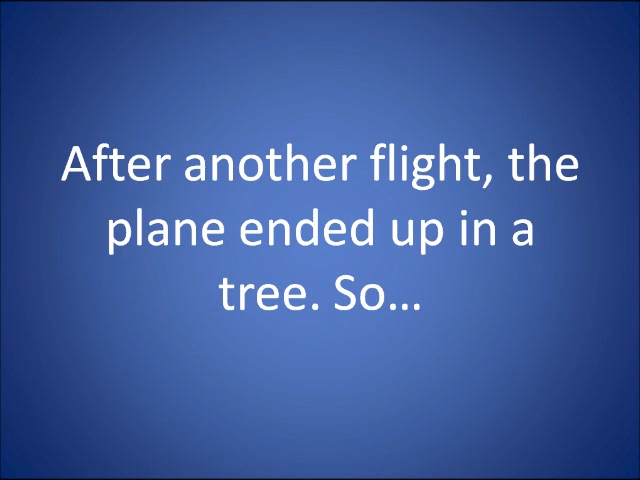 After another flight, the
plane ended up in a
tree. So…